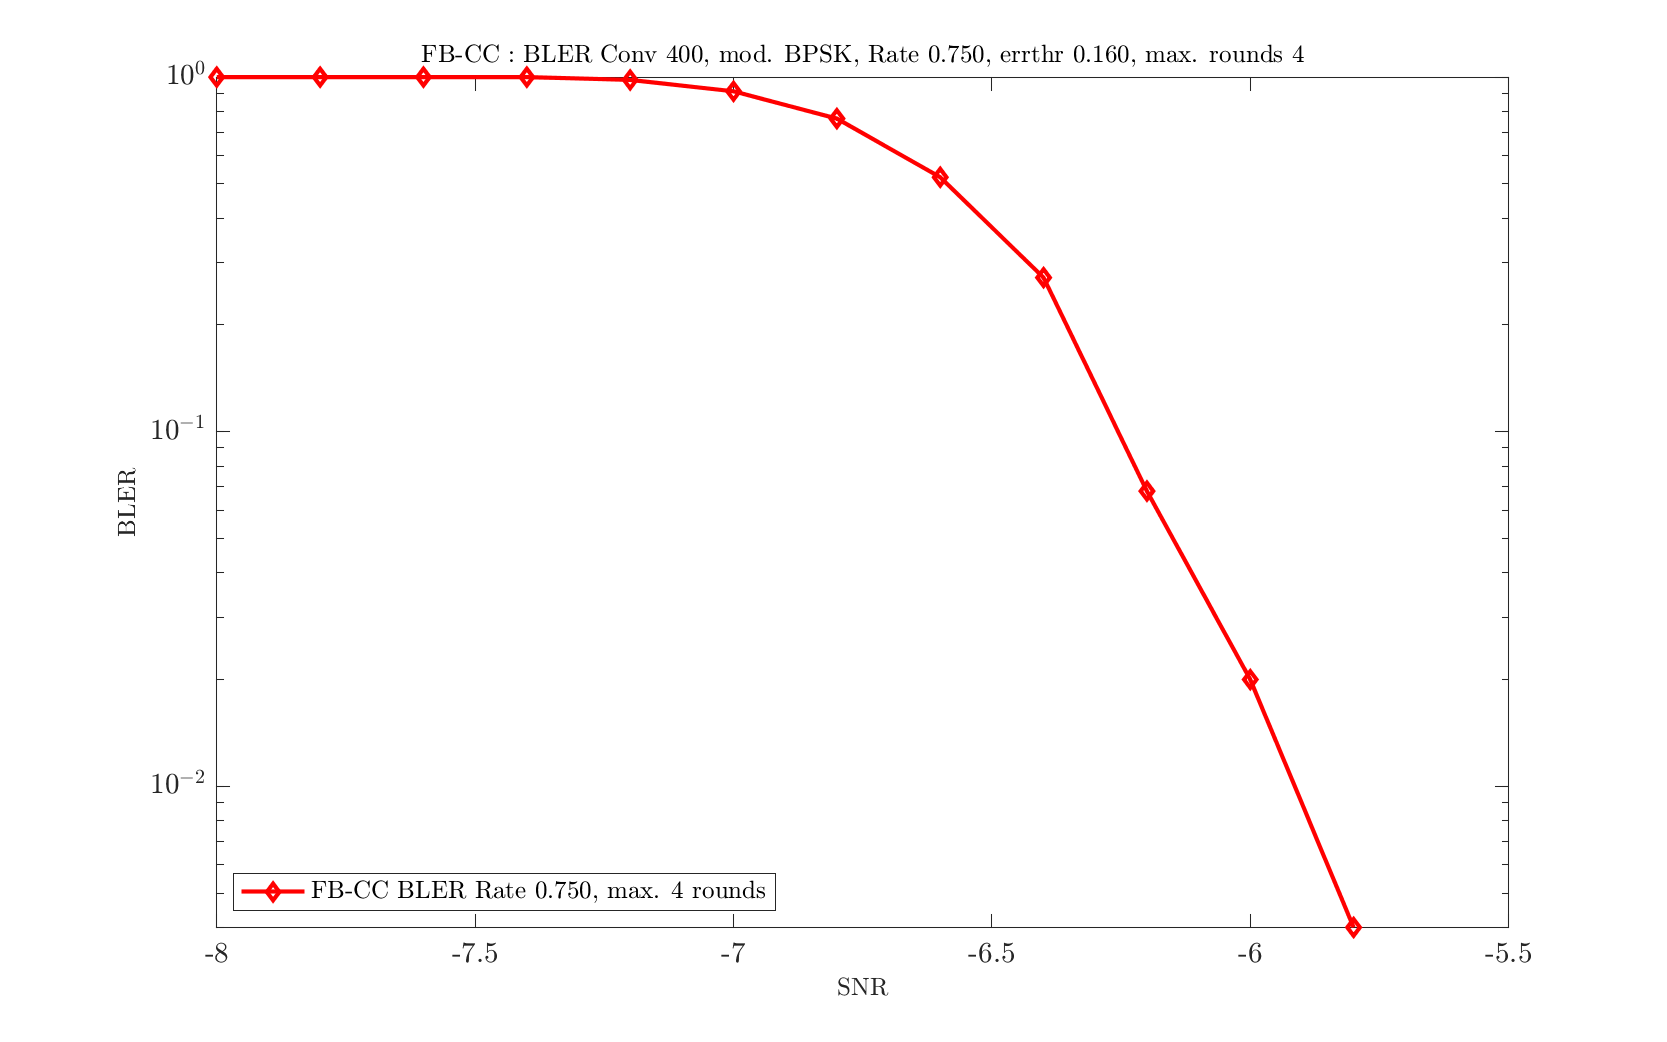 FB-CC : BLER Conv 400, mod. BPSK, Rate 0.750, errthr 0.160, max. rounds 4
10^0
10^-1
10^-2
BLER
FB-CC BLER Rate 0.750, max. 4 rounds
-8 -7.5 -7 -6.5 -6 -5.5
SNR